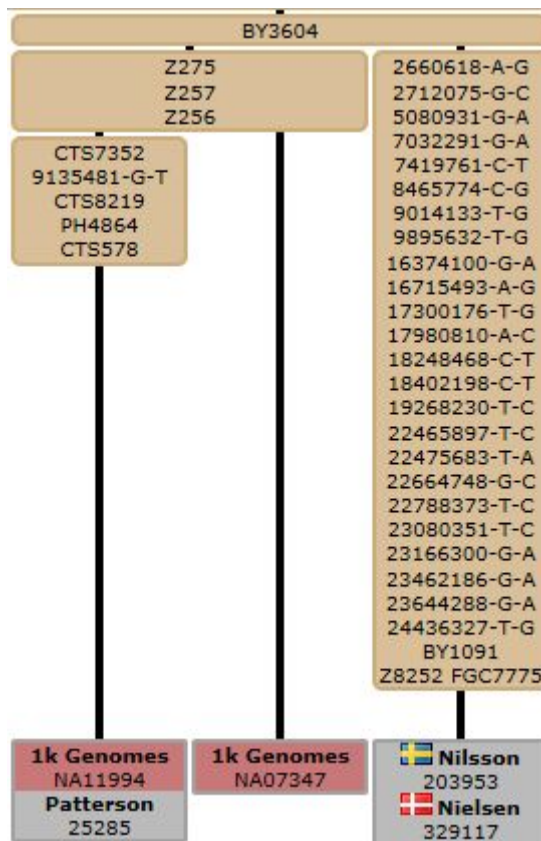 BY3604
Z275
Z257
Z256
CTS7352
9135481-G-T
CTS8219
PH4864
CTS578
2660618-A-G
2712075-G-C
5080931-G-A
7032291-G-A
7419761-C-T
8465774-C-G
9014133-T-G
9895632-T-G
16374100-G-A
16715493-A-G
17300176-T-G
17980810-A-C
18248468-C-T
18402198-C-T
19268230-T-C
22465897-T-C
22475683-T-A
22664748-G-C
22788373-T-C
23080351-T-C
23166300-G-A
23462186-G-A
23644288-G-A
24436327-T-G
BY1091
Z8252 FGC7775
1k Genomes
NA11994
Patterson
25285
1k Genomes
NA07347
Nilsson
203953
Nielsen
329117